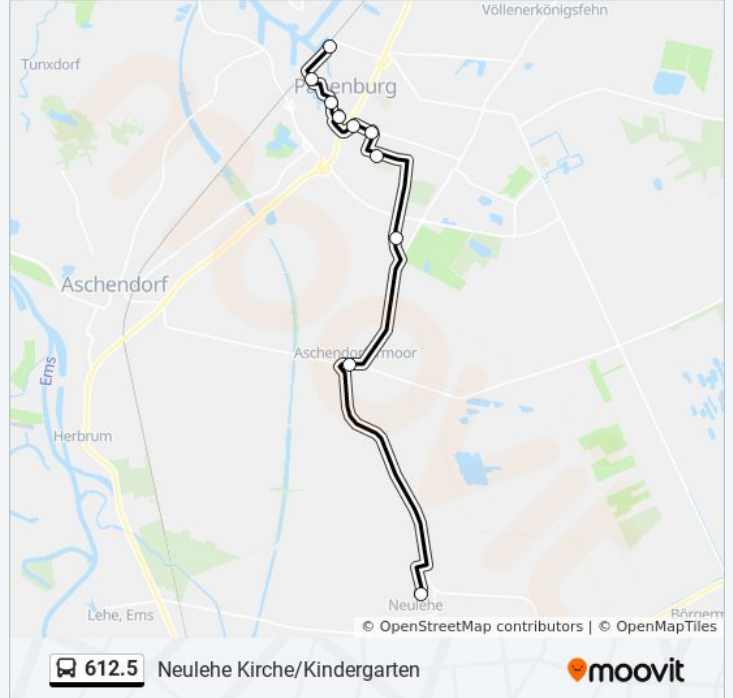 Völlenerkönigsfehn
Tunxdorf
Papenburg
Aschendorf
Aschendorfermoor
Ems
Herbrum
Lehe, Ems
Neulehe
Börgerm
© OpenStreetMap contributors | © OpenMapTiles
612.5 Neulehe Kirche/Kindergarten
moovit